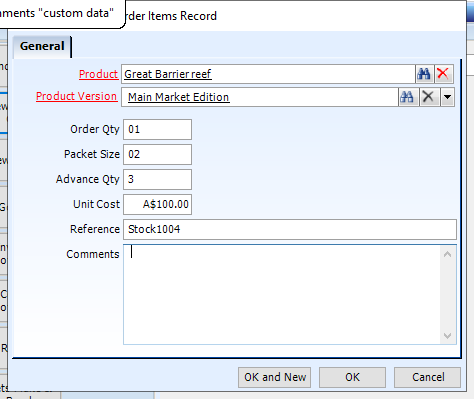 "custom data"
rder Items Record
General
Product Great Barrier reef
Product Version Main Market Edition
Order Qty 01
Packet Size 02
Advance Qty 3
Unit Cost A$100.00
Reference Stock1004
Comments
OK and New OK Cancel